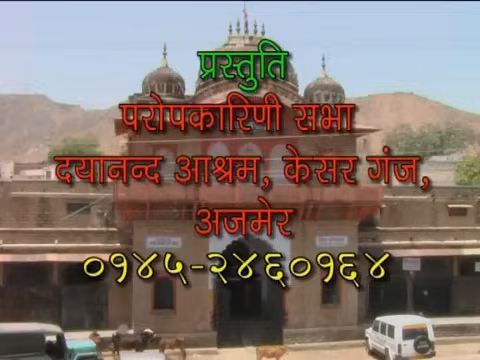 प्रस्तुति
परोपकारिणी सभा
दयानन्द आश्रम, केसर गंज,
अजमेर
०१४५-२४६०१६४